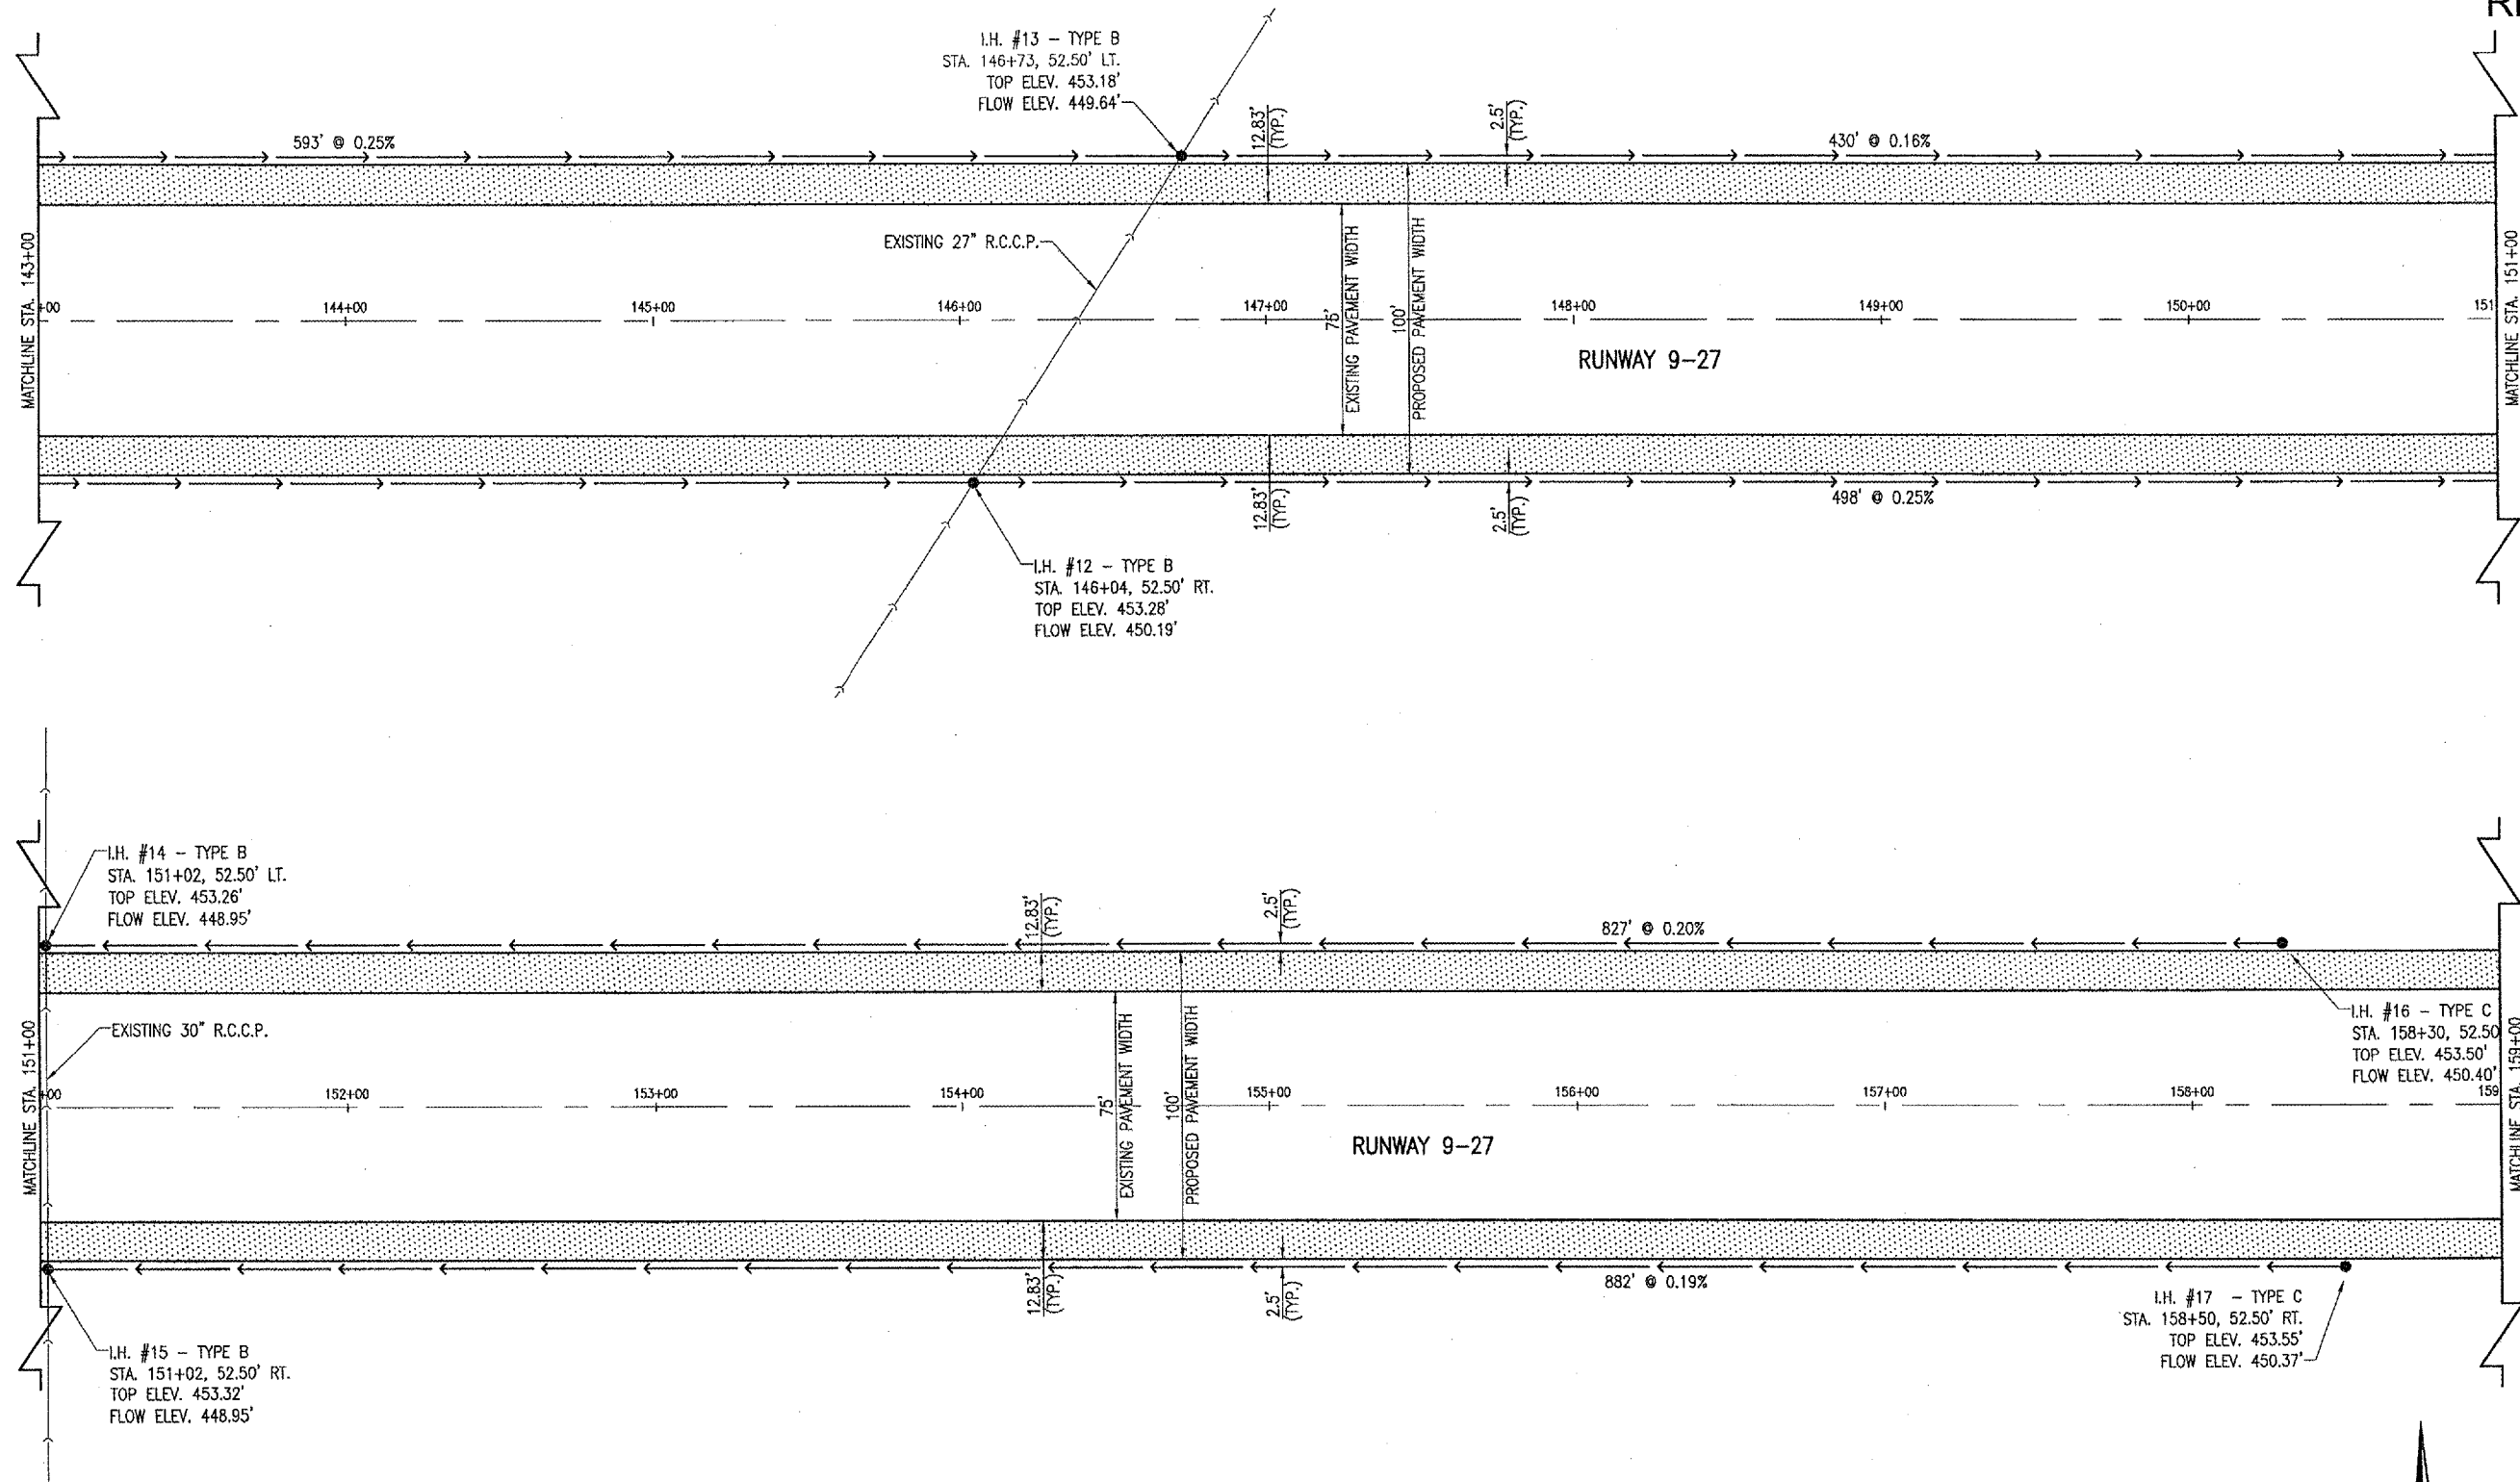 I.H. #13 - TYPE B
STA. 146+73, 52.50' LT.
TOP ELEV. 453.18'
FLOW ELEV. 449.64'
593' @ 0.25%
12.83'
(TYP.)
2.5'
(TYP.)
430' @ 0.16%
MATCHLINE STA. 143+00
EXISTING 27" R.C.C.P.
EXISTING PAVEMENT WIDTH
75'
PROPOSED PAVEMENT WIDTH
100'
MATCHLINE STA. 151+00
+00
144+00
145+00
146+00
147+00
148+00
149+00
150+00
151
RUNWAY 9-27
12.83'
(TYP.)
2.5'
(TYP.)
498' @ 0.25%
I.H. #12 - TYPE B
STA. 146+04, 52.50' RT.
TOP ELEV. 453.28'
FLOW ELEV. 450.19'
I.H. #14 - TYPE B
STA. 151+02, 52.50' LT.
TOP ELEV. 453.26'
FLOW ELEV. 448.95'
12.83'
(TYP.)
2.5'
(TYP.)
827' @ 0.20%
I.H. #16 - TYPE C
STA. 158+30, 52.50
TOP ELEV. 453.50'
FLOW ELEV. 450.40'
MATCHLINE STA. 151+00
EXISTING 30" R.C.C.P.
EXISTING PAVEMENT WIDTH
75'
PROPOSED PAVEMENT WIDTH
100'
MATCHLINE STA. 159+00
+00
152+00
153+00
154+00
155+00
156+00
157+00
158+00
159
RUNWAY 9-27
12.83'
(TYP.)
2.5'
(TYP.)
882' @ 0.19%
I.H. #15 - TYPE B
STA. 151+02, 52.50' RT.
TOP ELEV. 453.32'
FLOW ELEV. 448.95'
I.H. #17 - TYPE C
STA. 158+50, 52.50' RT.
TOP ELEV. 453.55'
FLOW ELEV. 450.37'